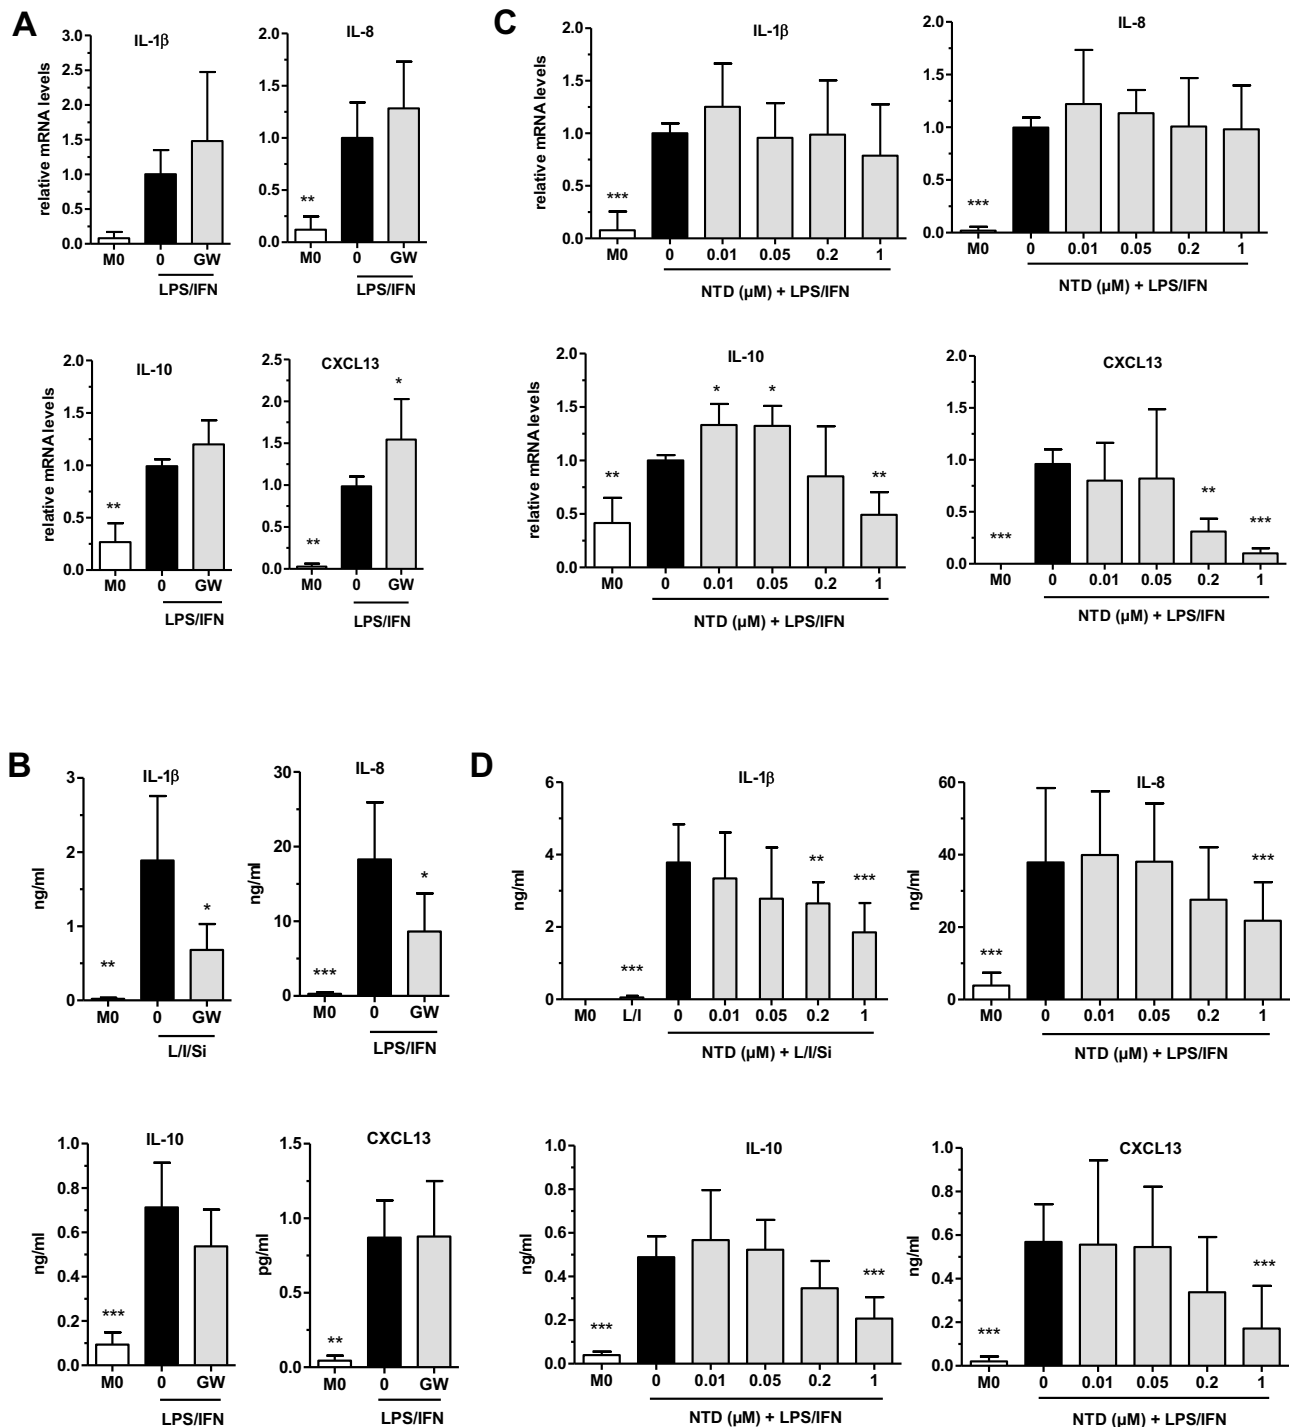 A
IL-1β
relative mRNA levels
3.0
2.5
2.0
1.5
1.0
0.5
0.0
M0 0 GW
LPS/IFN
IL-8
2.0
1.5
1.0
0.5
0.0
**
M0 0 GW
LPS/IFN
IL-10
relative mRNA levels
2.0
1.5
1.0
0.5
0.0
**
M0 0 GW
LPS/IFN
CXCL13
2.5
2.0
1.5
1.0
0.5
0.0
**
*
M0 0 GW
LPS/IFN
C
IL-1β
relative mRNA levels
2.0
1.5
1.0
0.5
0.0
***
M0 0 0.01 0.05 0.2 1
NTD (µM) + LPS/IFN
IL-8
2.0
1.5
1.0
0.5
0.0
***
M0 0 0.01 0.05 0.2 1
NTD (µM) + LPS/IFN
IL-10
relative mRNA levels
2.0
1.5
1.0
0.5
0.0
** * * **
M0 0 0.01 0.05 0.2 1
NTD (µM) + LPS/IFN
CXCL13
2.0
1.5
1.0
0.5
0.0
*** ** ***
M0 0 0.01 0.05 0.2 1
NTD (µM) + LPS/IFN
B
IL-1β
ng/ml
3
2
1
0
** *
M0 0 GW
L/I/Si
IL-8
ng/ml
30
20
10
0
*** *
M0 0 GW
LPS/IFN
IL-10
ng/ml
1.0
0.8
0.6
0.4
0.2
0.0
***
M0 0 GW
LPS/IFN
CXCL13
pg/ml
1.5
1.0
0.5
0.0
**
M0 0 GW
LPS/IFN
D
IL-1β
ng/ml
6
4
2
0
*** ** ***
M0 L/I 0 0.01 0.05 0.2 1
NTD (µM) + L/I/Si
IL-8
ng/ml
60
40
20
0
*** ***
M0 0 0.01 0.05 0.2 1
NTD (µM) + LPS/IFN
IL-10
ng/ml
1.0
0.8
0.6
0.4
0.2
0.0
*** ***
M0 0 0.01 0.05 0.2 1
NTD (µM) + LPS/IFN
CXCL13
ng/ml
1.0
0.8
0.6
0.4
0.2
0.0
*** ***
M0 0 0.01 0.05 0.2 1
NTD (µM) + LPS/IFN